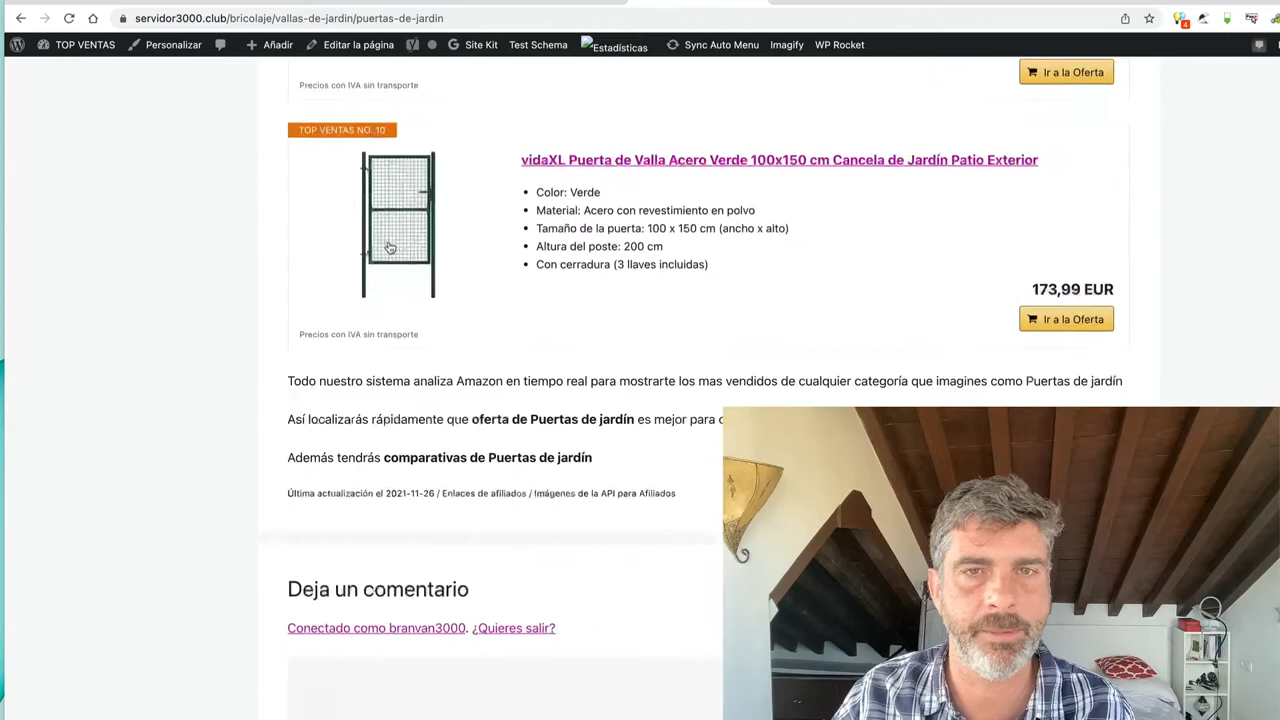 servidor3000.club/bricolaje/vallas-de-jardin/puertas-de-jardin
4
TOP VENTAS
Personalizar
Añadir
Editar la página
Site Kit
Test Schema
Estadísticas
Sync Auto Menu
Imagify
WP Rocket
Ir a la Oferta
Precios con IVA sin transporte
TOP VENTAS NO. 10
vidaXL Puerta de Valla Acero Verde 100x150 cm Cancela de Jardín Patio Exterior
• Color: Verde
• Material: Acero con revestimiento en polvo
• Tamaño de la puerta: 100 x 150 cm (ancho x alto)
• Altura del poste: 200 cm
• Con cerradura (3 llaves incluidas)
173,99 EUR
Ir a la Oferta
Precios con IVA sin transporte
Todo nuestro sistema analiza Amazon en tiempo real para mostrarte los mas vendidos de cualquier categoría que imagines como Puertas de jardín
Así localizarás rápidamente que oferta de Puertas de jardín es mejor para
Además tendrás comparativas de Puertas de jardín
Última actualización el 2021-11-26 / Enlaces de afiliados / Imágenes de la API para Afiliados
Deja un comentario
Conectado como branvan3000. ¿Quieres salir?